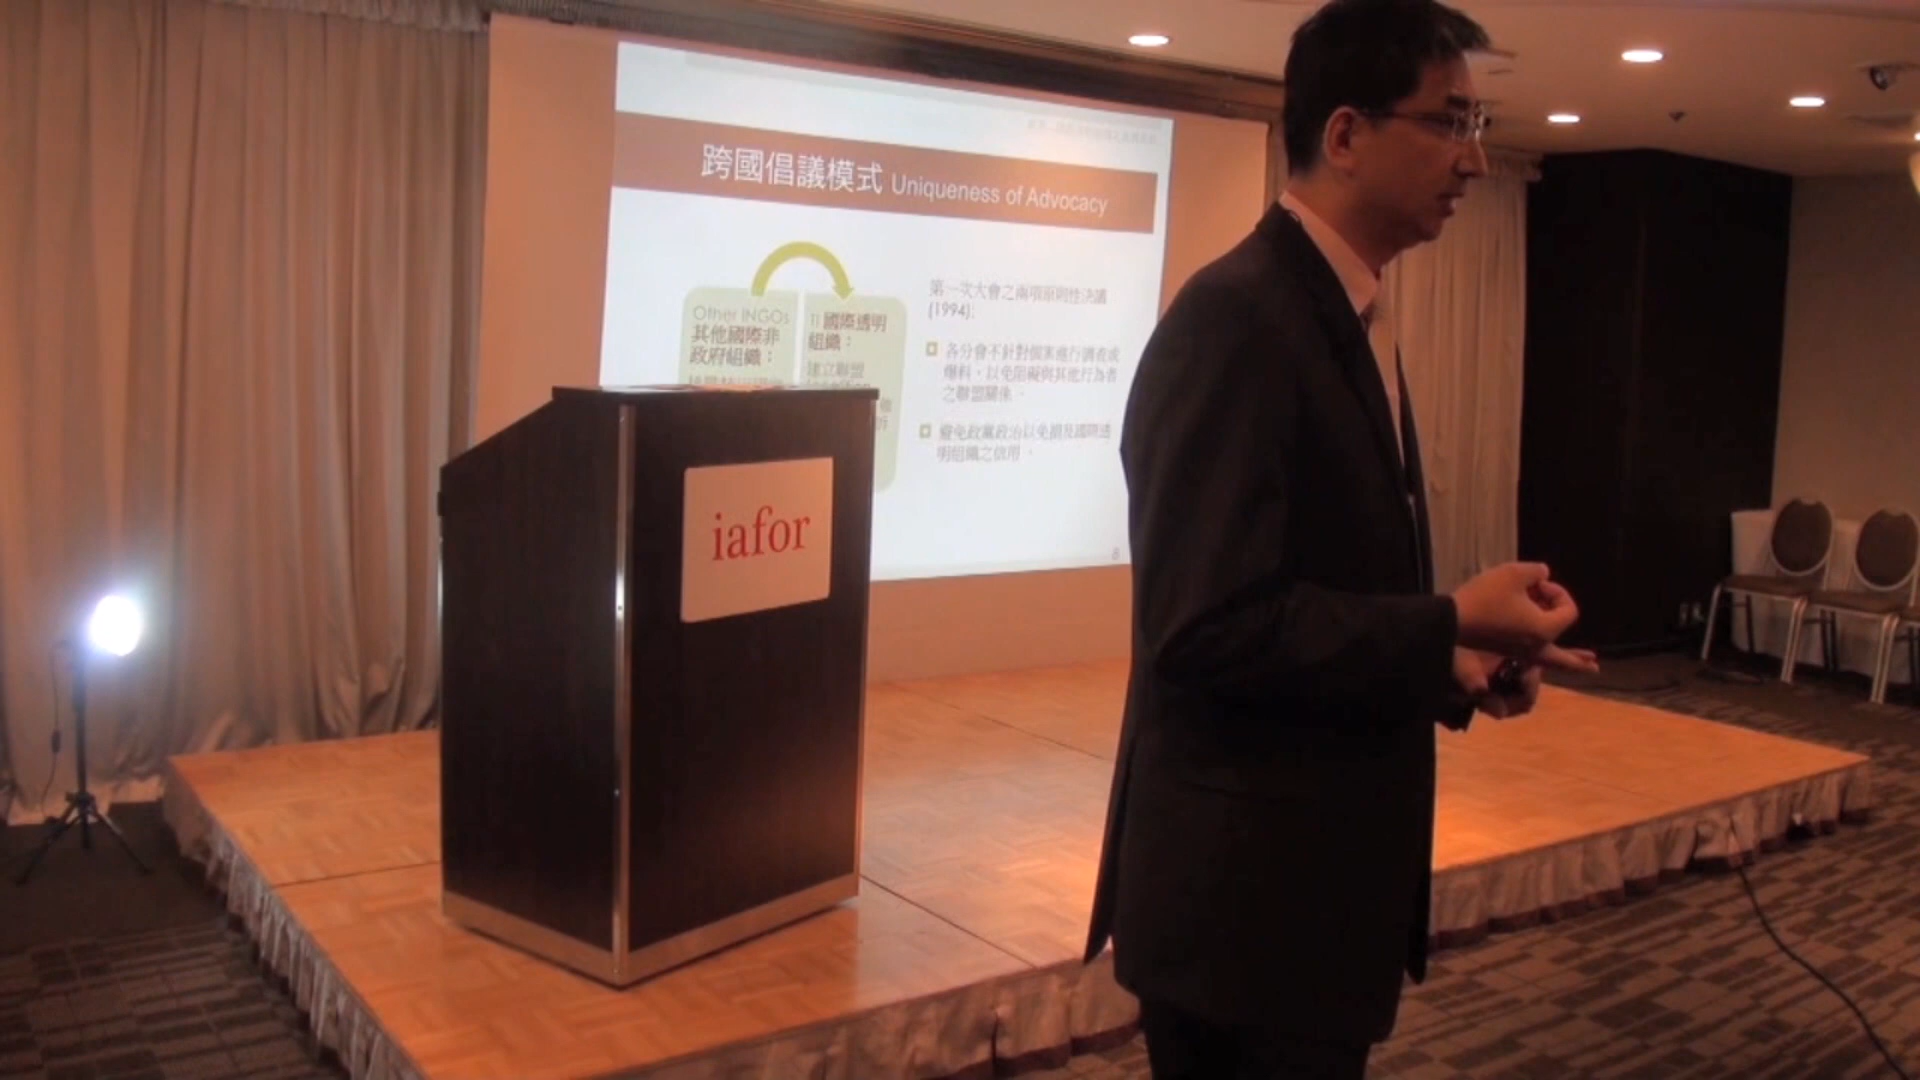 跨國倡議模式 Uniqueness of Advocacy
Other INGOs
其他國際非
政府組織：
TI 國際透明
組織：
建立聯盟
第一次大會之兩項原則性決議
(1994):
各分會不針對個案進行調查或
爆料，以免阻礙與其他行為者
之聯盟關係。
避免政黨政治以免損及國際透
明組織之信用。
8
iafor